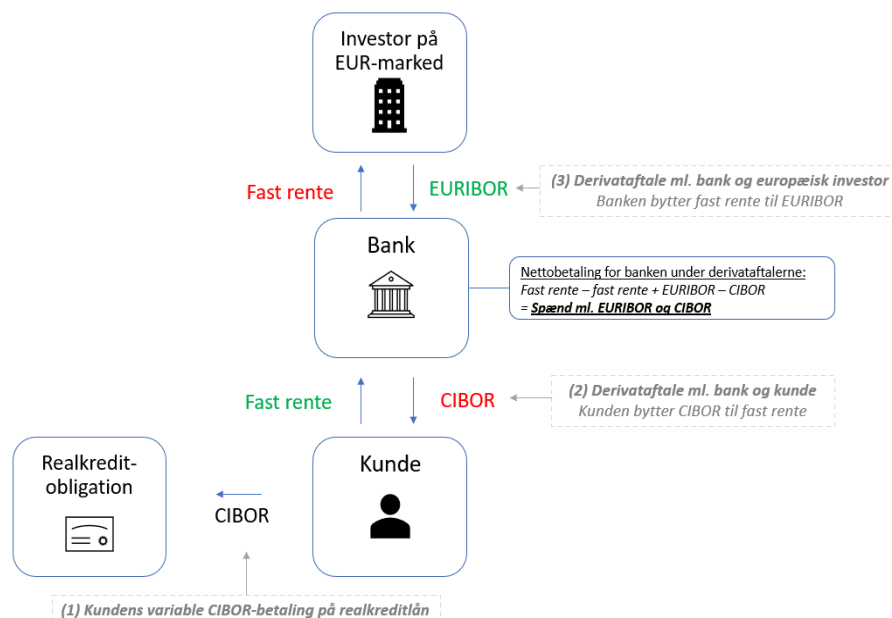 Investor på
EUR-marked
Fast rente
EURIBOR
(3) Derivataftale ml. bank og europæisk investor
Banken bytter fast rente til EURIBOR
Bank
Nettobetaling for banken under derivataftalerne:
Fast rente – fast rente + EURIBOR – CIBOR
= Spænd ml. EURIBOR og CIBOR
Fast rente
CIBOR
(2) Derivataftale ml. bank og kunde
Kunden bytter CIBOR til fast rente
Realkredit-
obligation
CIBOR
Kunde
(1) Kundens variable CIBOR-betaling på realkreditlån